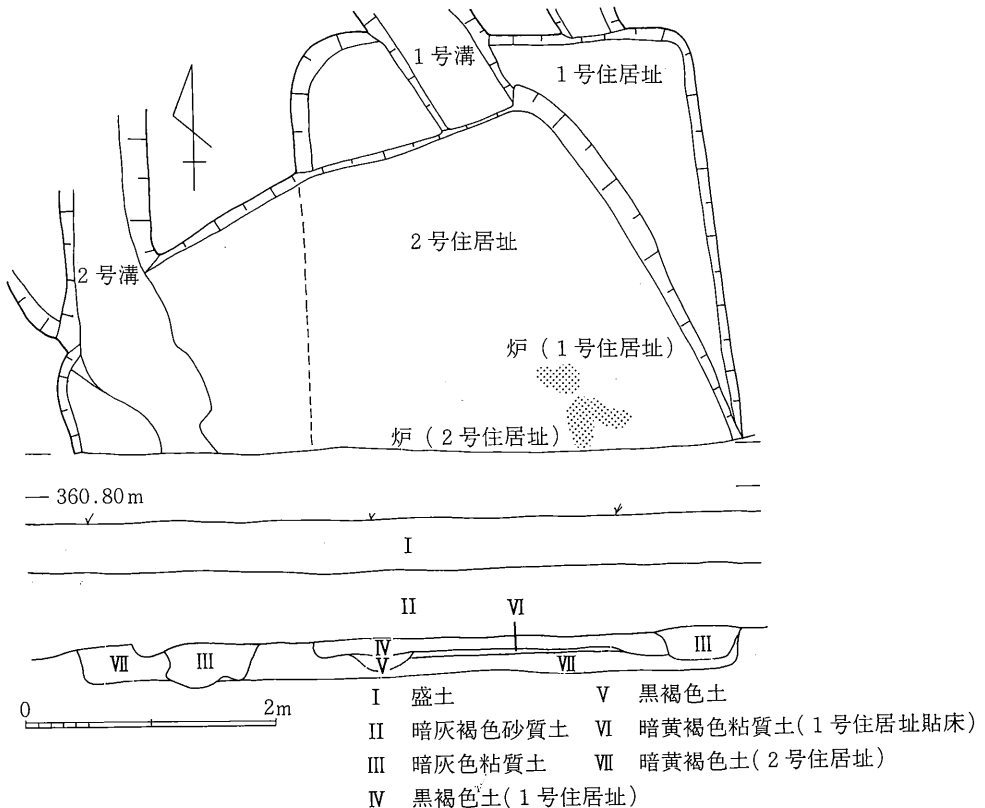 1号溝
1号住居址
2号住居址
2号溝
炉(1号住居址)
炉(2号住居址)
360.80m
Ⅰ
Ⅱ
Ⅵ
Ⅳ
Ⅲ
Ⅶ
Ⅲ
Ⅴ
Ⅶ
0 2m
Ⅰ 盛土
Ⅱ 暗灰褐色砂質土
Ⅲ 暗灰色粘質土
Ⅳ 黒褐色土(1号住居址)
Ⅴ 黒褐色土
Ⅵ 暗黄褐色粘質土(1号住居址貼床)
Ⅶ 暗黄褐色土(2号住居址)